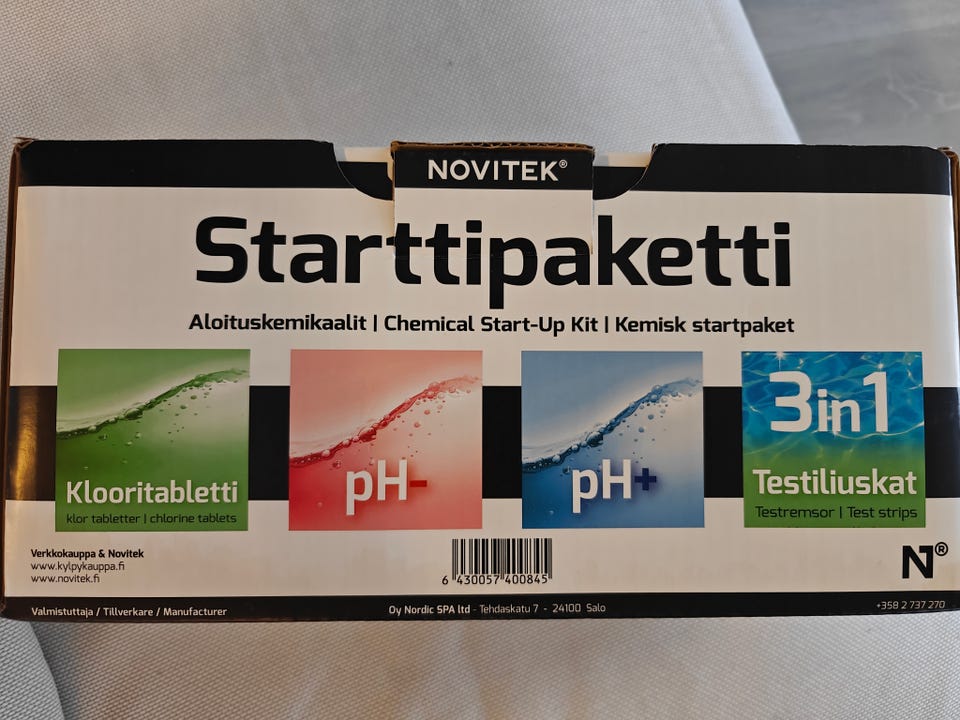 NOVITEK®
Starttipaketti
Aloituskemikaalit | Chemical Start-Up Kit | Kemisk startpaket
Klooritabletti
klor tabletter | chlorine tablets
pH-
pH+
3in1
Testiliuskat
Testremsor | Test strips
Verkkokauppa & Novitek
www.kylpykauppa.fi
www.novitek.fi
6 430057 400845
N®
Valmistuttaja / Tillverkare / Manufacturer
Oy Nordic SPA ltd - Tehdaskatu 7 - 24100 Salo
+358 2 737 270